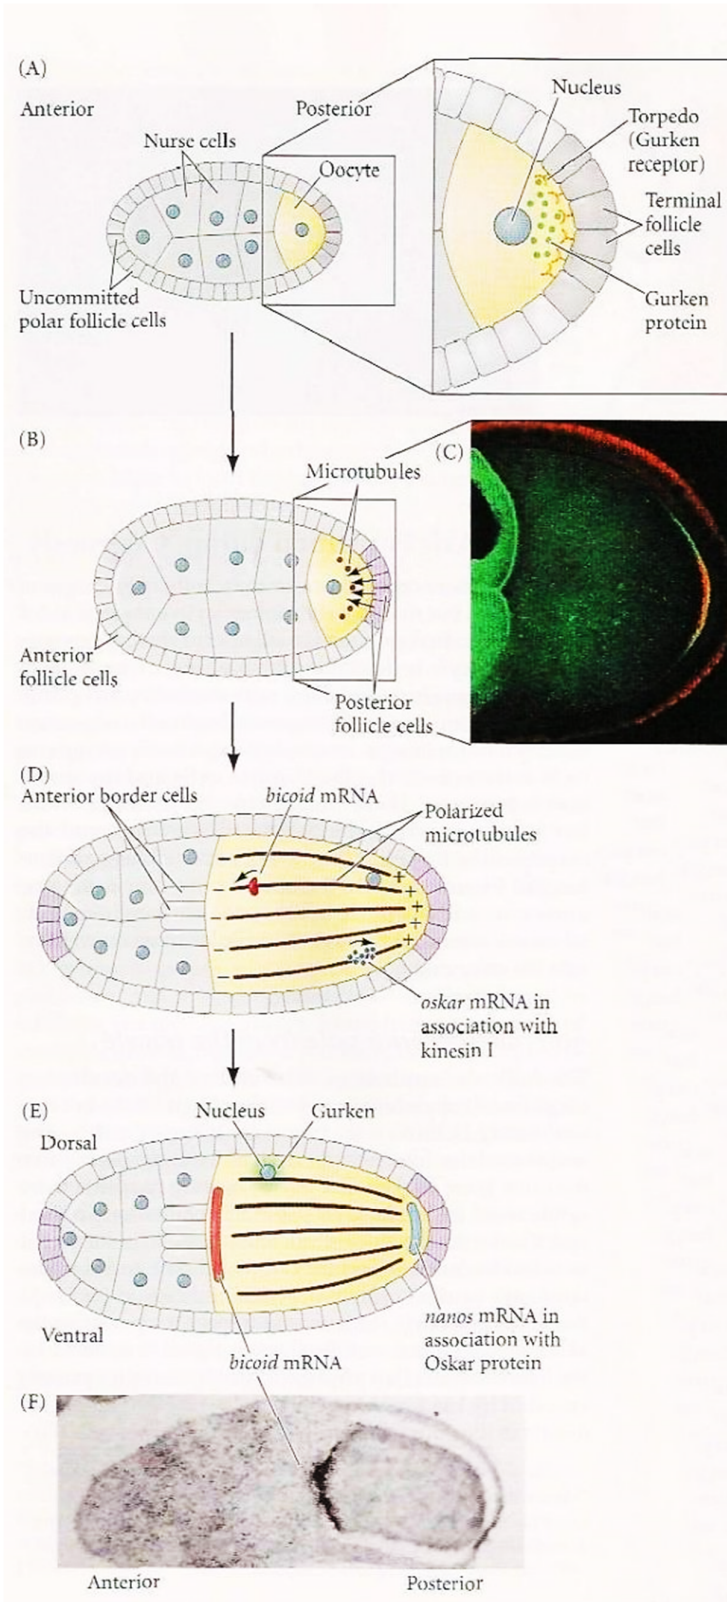 (A)
Anterior
Posterior
Nurse cells
Oocyte
Uncommitted
polar follicle cells
Nucleus
Torpedo
(Gurken
receptor)
Terminal
follicle
cells
Gurken
protein
(B)
Microtubules
Anterior
follicle cells
Posterior
follicle cells
(C)
(D)
Anterior border cells
bicoid mRNA
Polarized
microtubules
− + − + − + − + − +
oskar mRNA in
association with
kinesin I
(E)
Nucleus
Gurken
Dorsal
Ventral
bicoid mRNA
nanos mRNA in
association with
Oskar protein
(F)
Anterior
Posterior